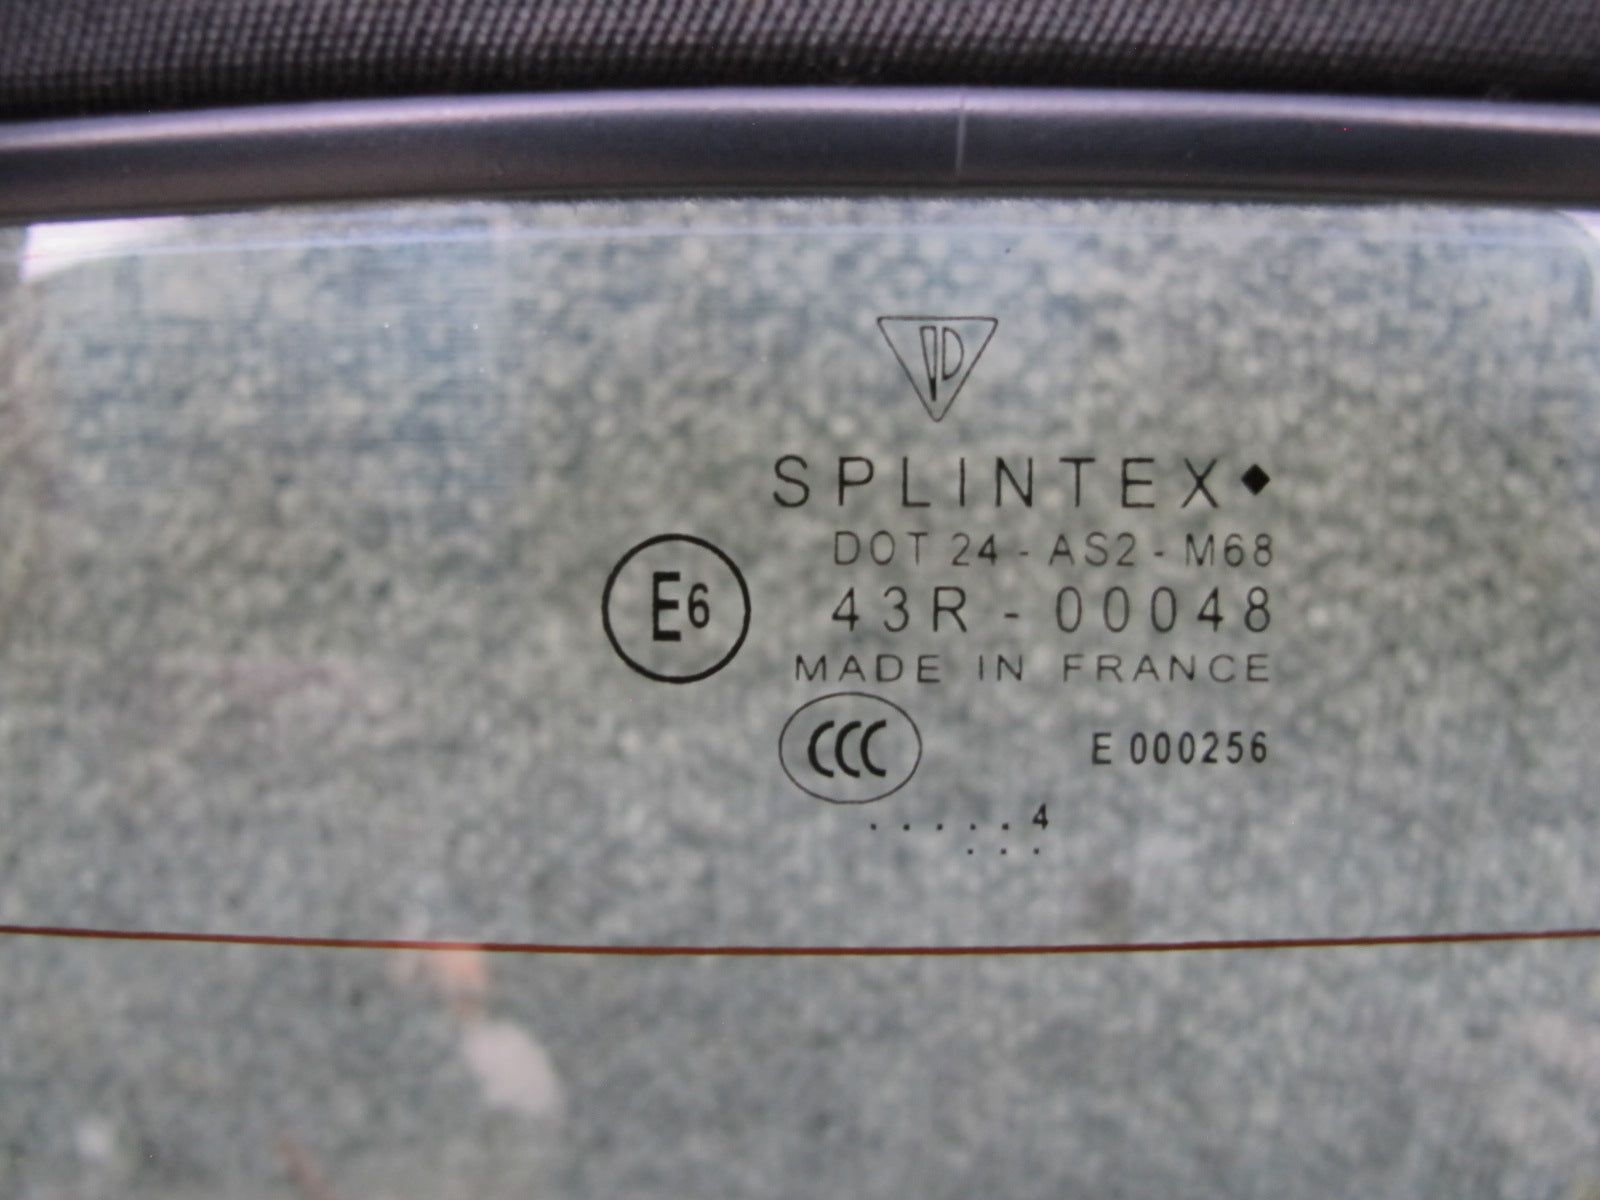 SPLINTEX
DOT 24 - AS2 - M68
E6
43R - 00048
MADE IN FRANCE
CCC
E 000256
. . . . . 4
. . .